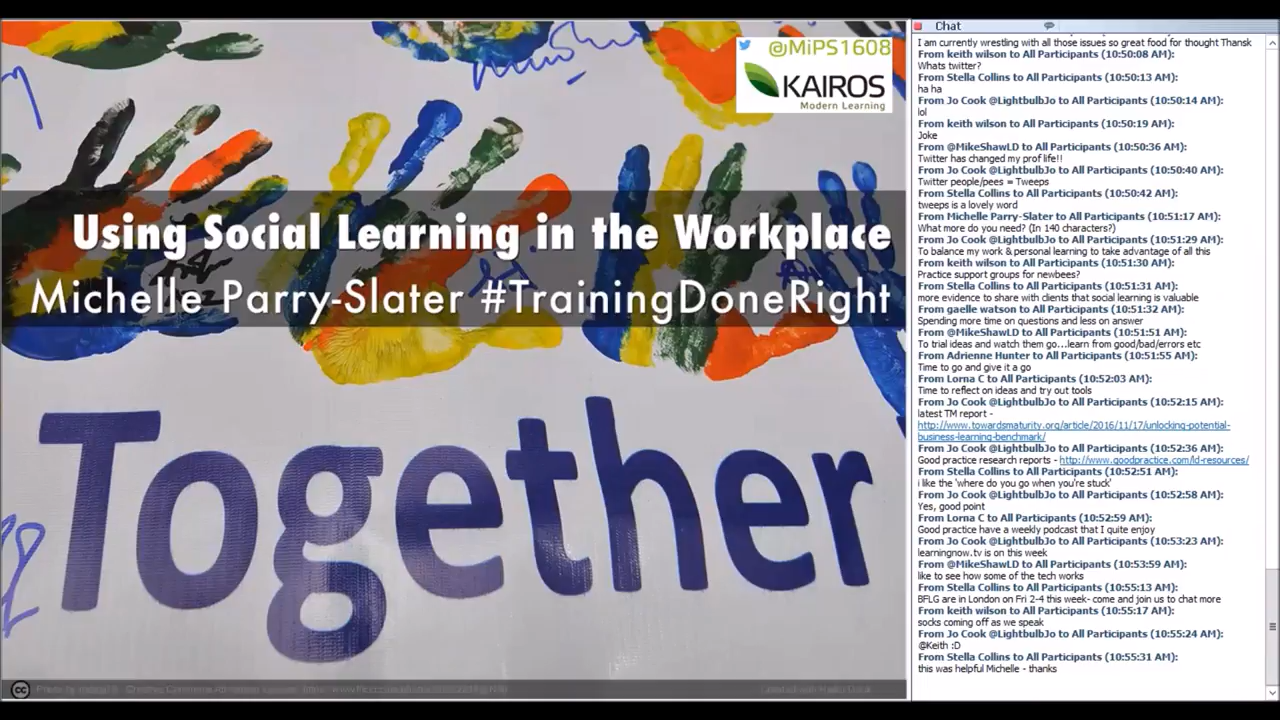 @MiPS1608
KAIROS
Modern Learning
Using Social Learning in the Workplace
Michelle Parry-Slater #TrainingDoneRight
Together
Chat
I am currently wrestling with all those issues so great food for thought Thansk
From keith wilson to All Participants (10:50:08 AM):
Whats twitter?
From Stella Collins to All Participants (10:50:13 AM):
ha ha
From Jo Cook @LightbulbJo to All Participants (10:50:14 AM):
lol
From keith wilson to All Participants (10:50:19 AM):
Joke
From @MikeShawLD to All Participants (10:50:36 AM):
Twitter has changed my prof life!!
From Jo Cook @LightbulbJo to All Participants (10:50:40 AM):
Twitter people/pees = Tweeps
From Stella Collins to All Participants (10:50:42 AM):
tweeps is a lovely word
From Michelle Parry-Slater to All Participants (10:51:17 AM):
What more do you need? (In 140 characters?)
From Jo Cook @LightbulbJo to All Participants (10:51:29 AM):
To balance my work & personal learning to take advantage of all this
From keith wilson to All Participants (10:51:30 AM):
Practice support groups for newbees?
From Stella Collins to All Participants (10:51:31 AM):
more evidence to share with clients that social learning is valuable
From gaelle watson to All Participants (10:51:32 AM):
Spending more time on questions and less on answer
From @MikeShawLD to All Participants (10:51:51 AM):
To trial ideas and watch them go...learn from good/bad/errors etc
From Adrienne Hunter to All Participants (10:51:55 AM):
Time to go and give it a go
From Lorna C to All Participants (10:52:03 AM):
Time to reflect on ideas and try out tools
From Jo Cook @LightbulbJo to All Participants (10:52:15 AM):
latest TM report -
http://www.towardsmaturity.org/article/2016/11/17/unlocking-potential-
business-learning-benchmark/
From Jo Cook @LightbulbJo to All Participants (10:52:36 AM):
Good practice research reports - http://www.goodpractice.com/ld-resources/
From Stella Collins to All Participants (10:52:51 AM):
i like the 'where do you go when you're stuck'
From Jo Cook @LightbulbJo to All Participants (10:52:58 AM):
Yes, good point
From Lorna C to All Participants (10:52:59 AM):
Good practice have a weekly podcast that I quite enjoy
From Jo Cook @LightbulbJo to All Participants (10:53:23 AM):
learningnow.tv is on this week
From @MikeShawLD to All Participants (10:53:59 AM):
like to see how some of the tech works
From Stella Collins to All Participants (10:55:13 AM):
BFLG are in London on Fri 2-4 this week- come and join us to chat more
From keith wilson to All Participants (10:55:17 AM):
socks coming off as we speak
From Jo Cook @LightbulbJo to All Participants (10:55:24 AM):
@Keith :D
From Stella Collins to All Participants (10:55:31 AM):
this was helpful Michelle - thanks